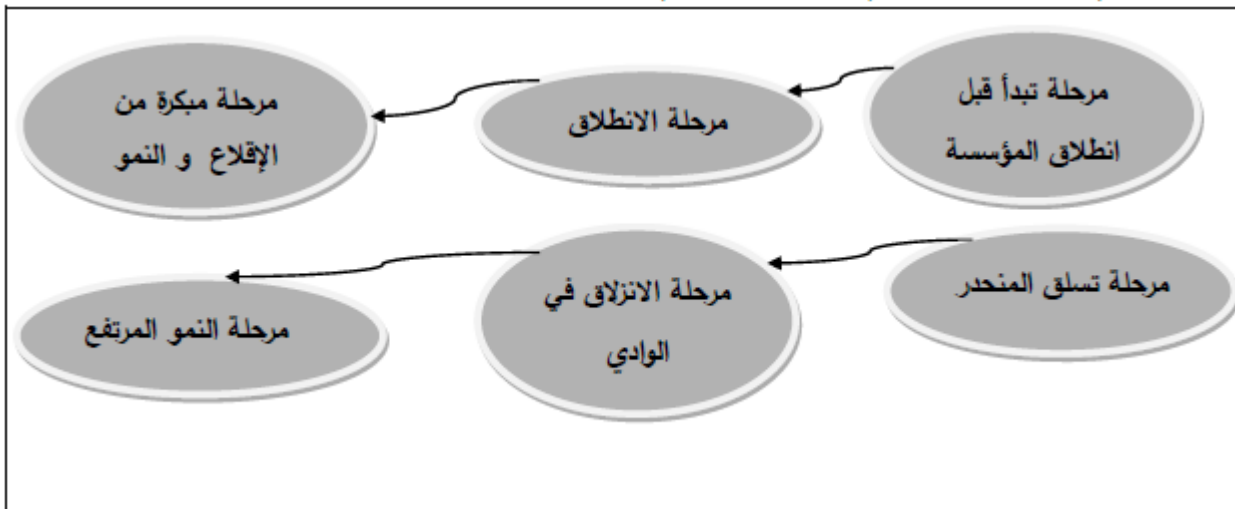 مرحلة تبدأ قبل
انطلاق المؤسسة
مرحلة الانطلاق
مرحلة مبكرة من
الإقلاع و النمو
مرحلة تسلق المنحدر
مرحلة الانزلاق في
الوادي
مرحلة النمو المرتفع